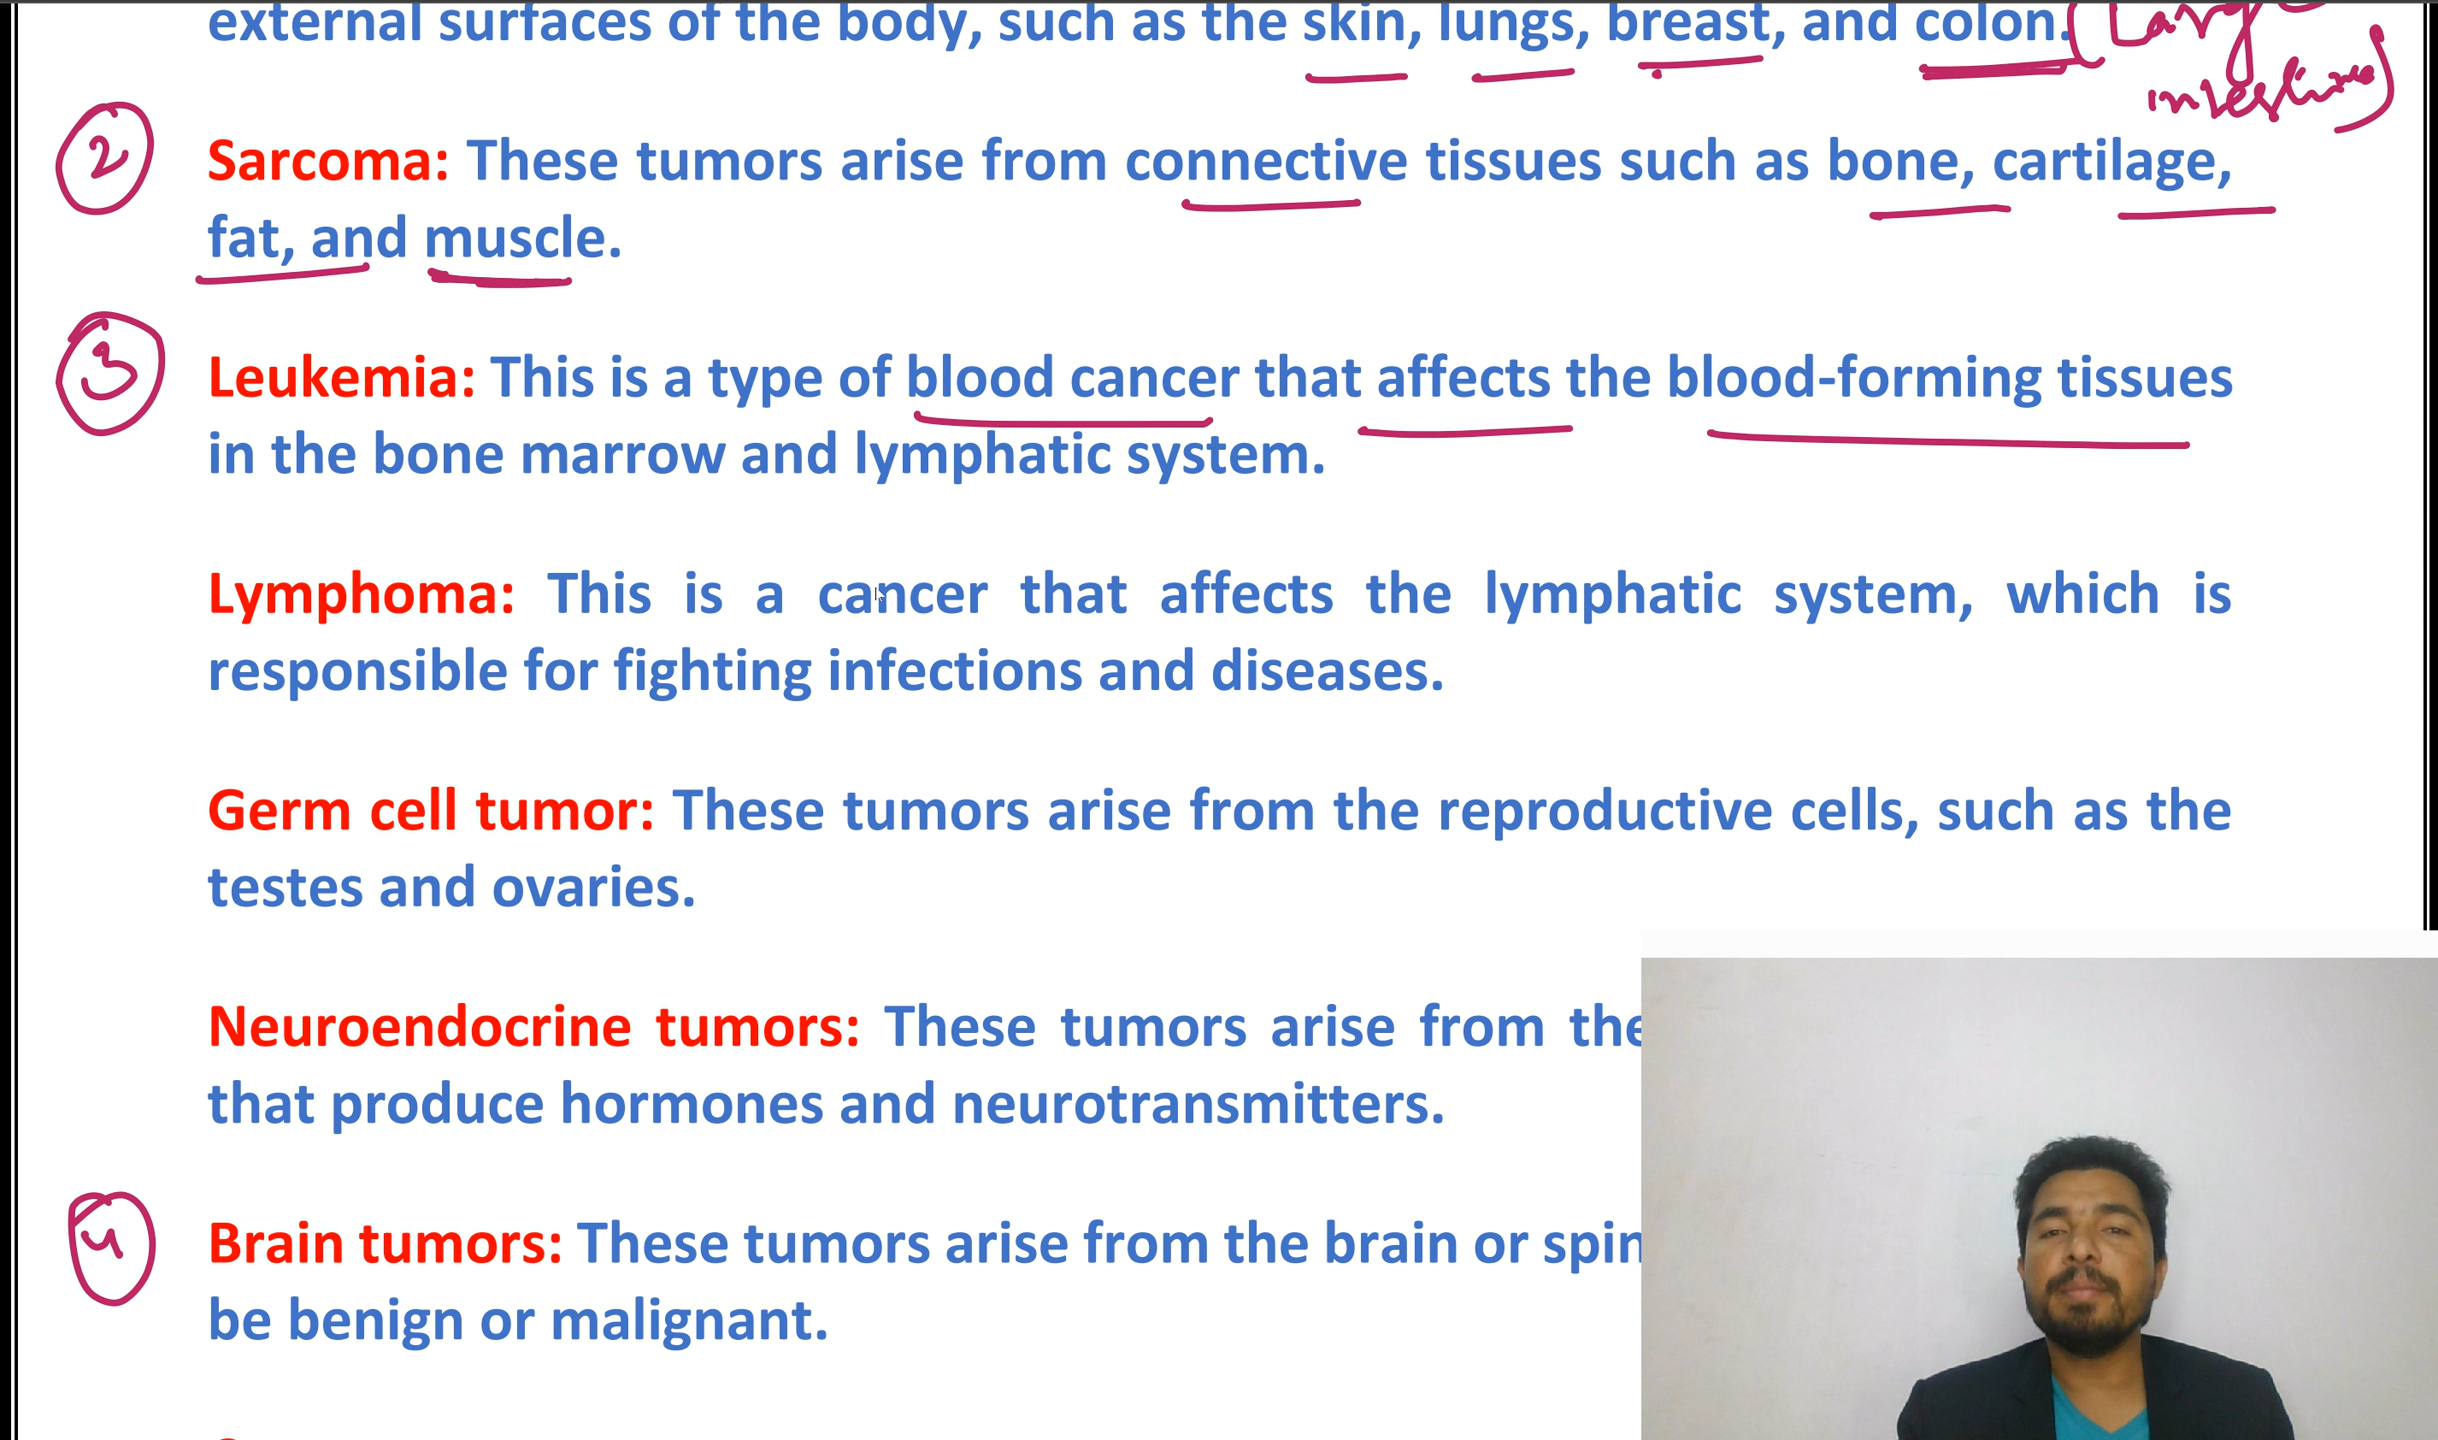 external surfaces of the body, such as the skin, lungs, breast, and colon. (Large
intestine)
2
Sarcoma: These tumors arise from connective tissues such as bone, cartilage,
fat, and muscle.
3
Leukemia: This is a type of blood cancer that affects the blood-forming tissues
in the bone marrow and lymphatic system.
Lymphoma: This is a cancer that affects the lymphatic system, which is
responsible for fighting infections and diseases.
Germ cell tumor: These tumors arise from the reproductive cells, such as the
testes and ovaries.
Neuroendocrine tumors: These tumors arise from the
that produce hormones and neurotransmitters.
4
Brain tumors: These tumors arise from the brain or spin
be benign or malignant.